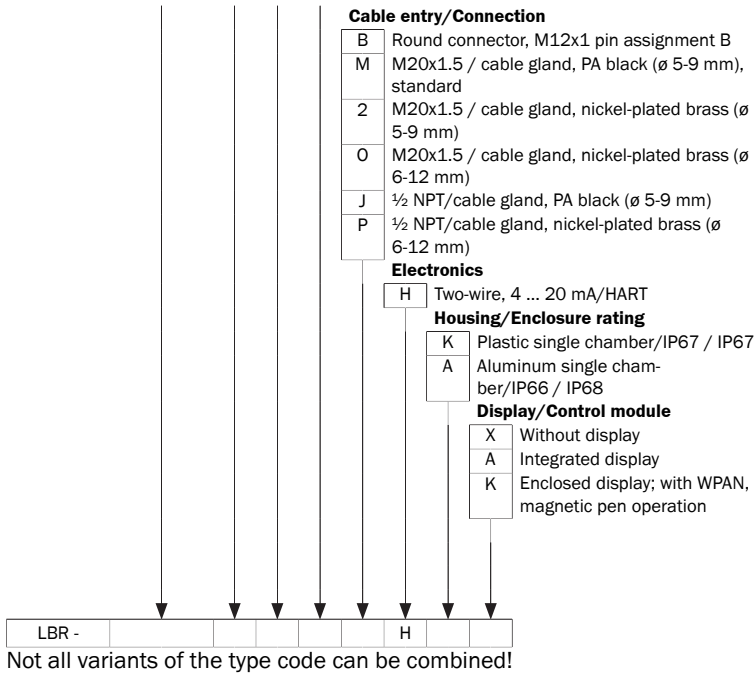 Cable entry/Connection
B Round connector, M12x1 pin assignment B
M M20x1.5 / cable gland, PA black (ø 5-9 mm),
standard
2 M20x1.5 / cable gland, nickel-plated brass (ø
5-9 mm)
0 M20x1.5 / cable gland, nickel-plated brass (ø
6-12 mm)
J ½ NPT/cable gland, PA black (ø 5-9 mm)
P ½ NPT/cable gland, nickel-plated brass (ø
6-12 mm)
Electronics
H Two-wire, 4 ... 20 mA/HART
Housing/Enclosure rating
K Plastic single chamber/IP67 / IP67
A Aluminum single cham-
ber/IP66 / IP68
Display/Control module
X Without display
A Integrated display
K Enclosed display; with WPAN,
magnetic pen operation
LBR - H
Not all variants of the type code can be combined!